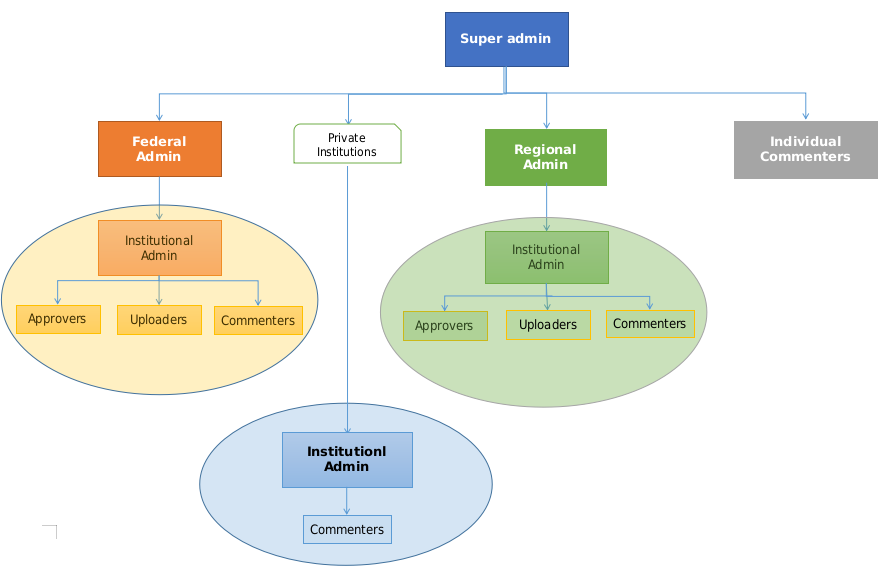 Super admin
Federal
Admin
Private
Institutions
Regional
Admin
Individual
Commenters
Institutional
Admin
Approvers
Uploaders
Commenters
Institutional
Admin
Approvers
Uploaders
Commenters
Institutionl
Admin
Commenters